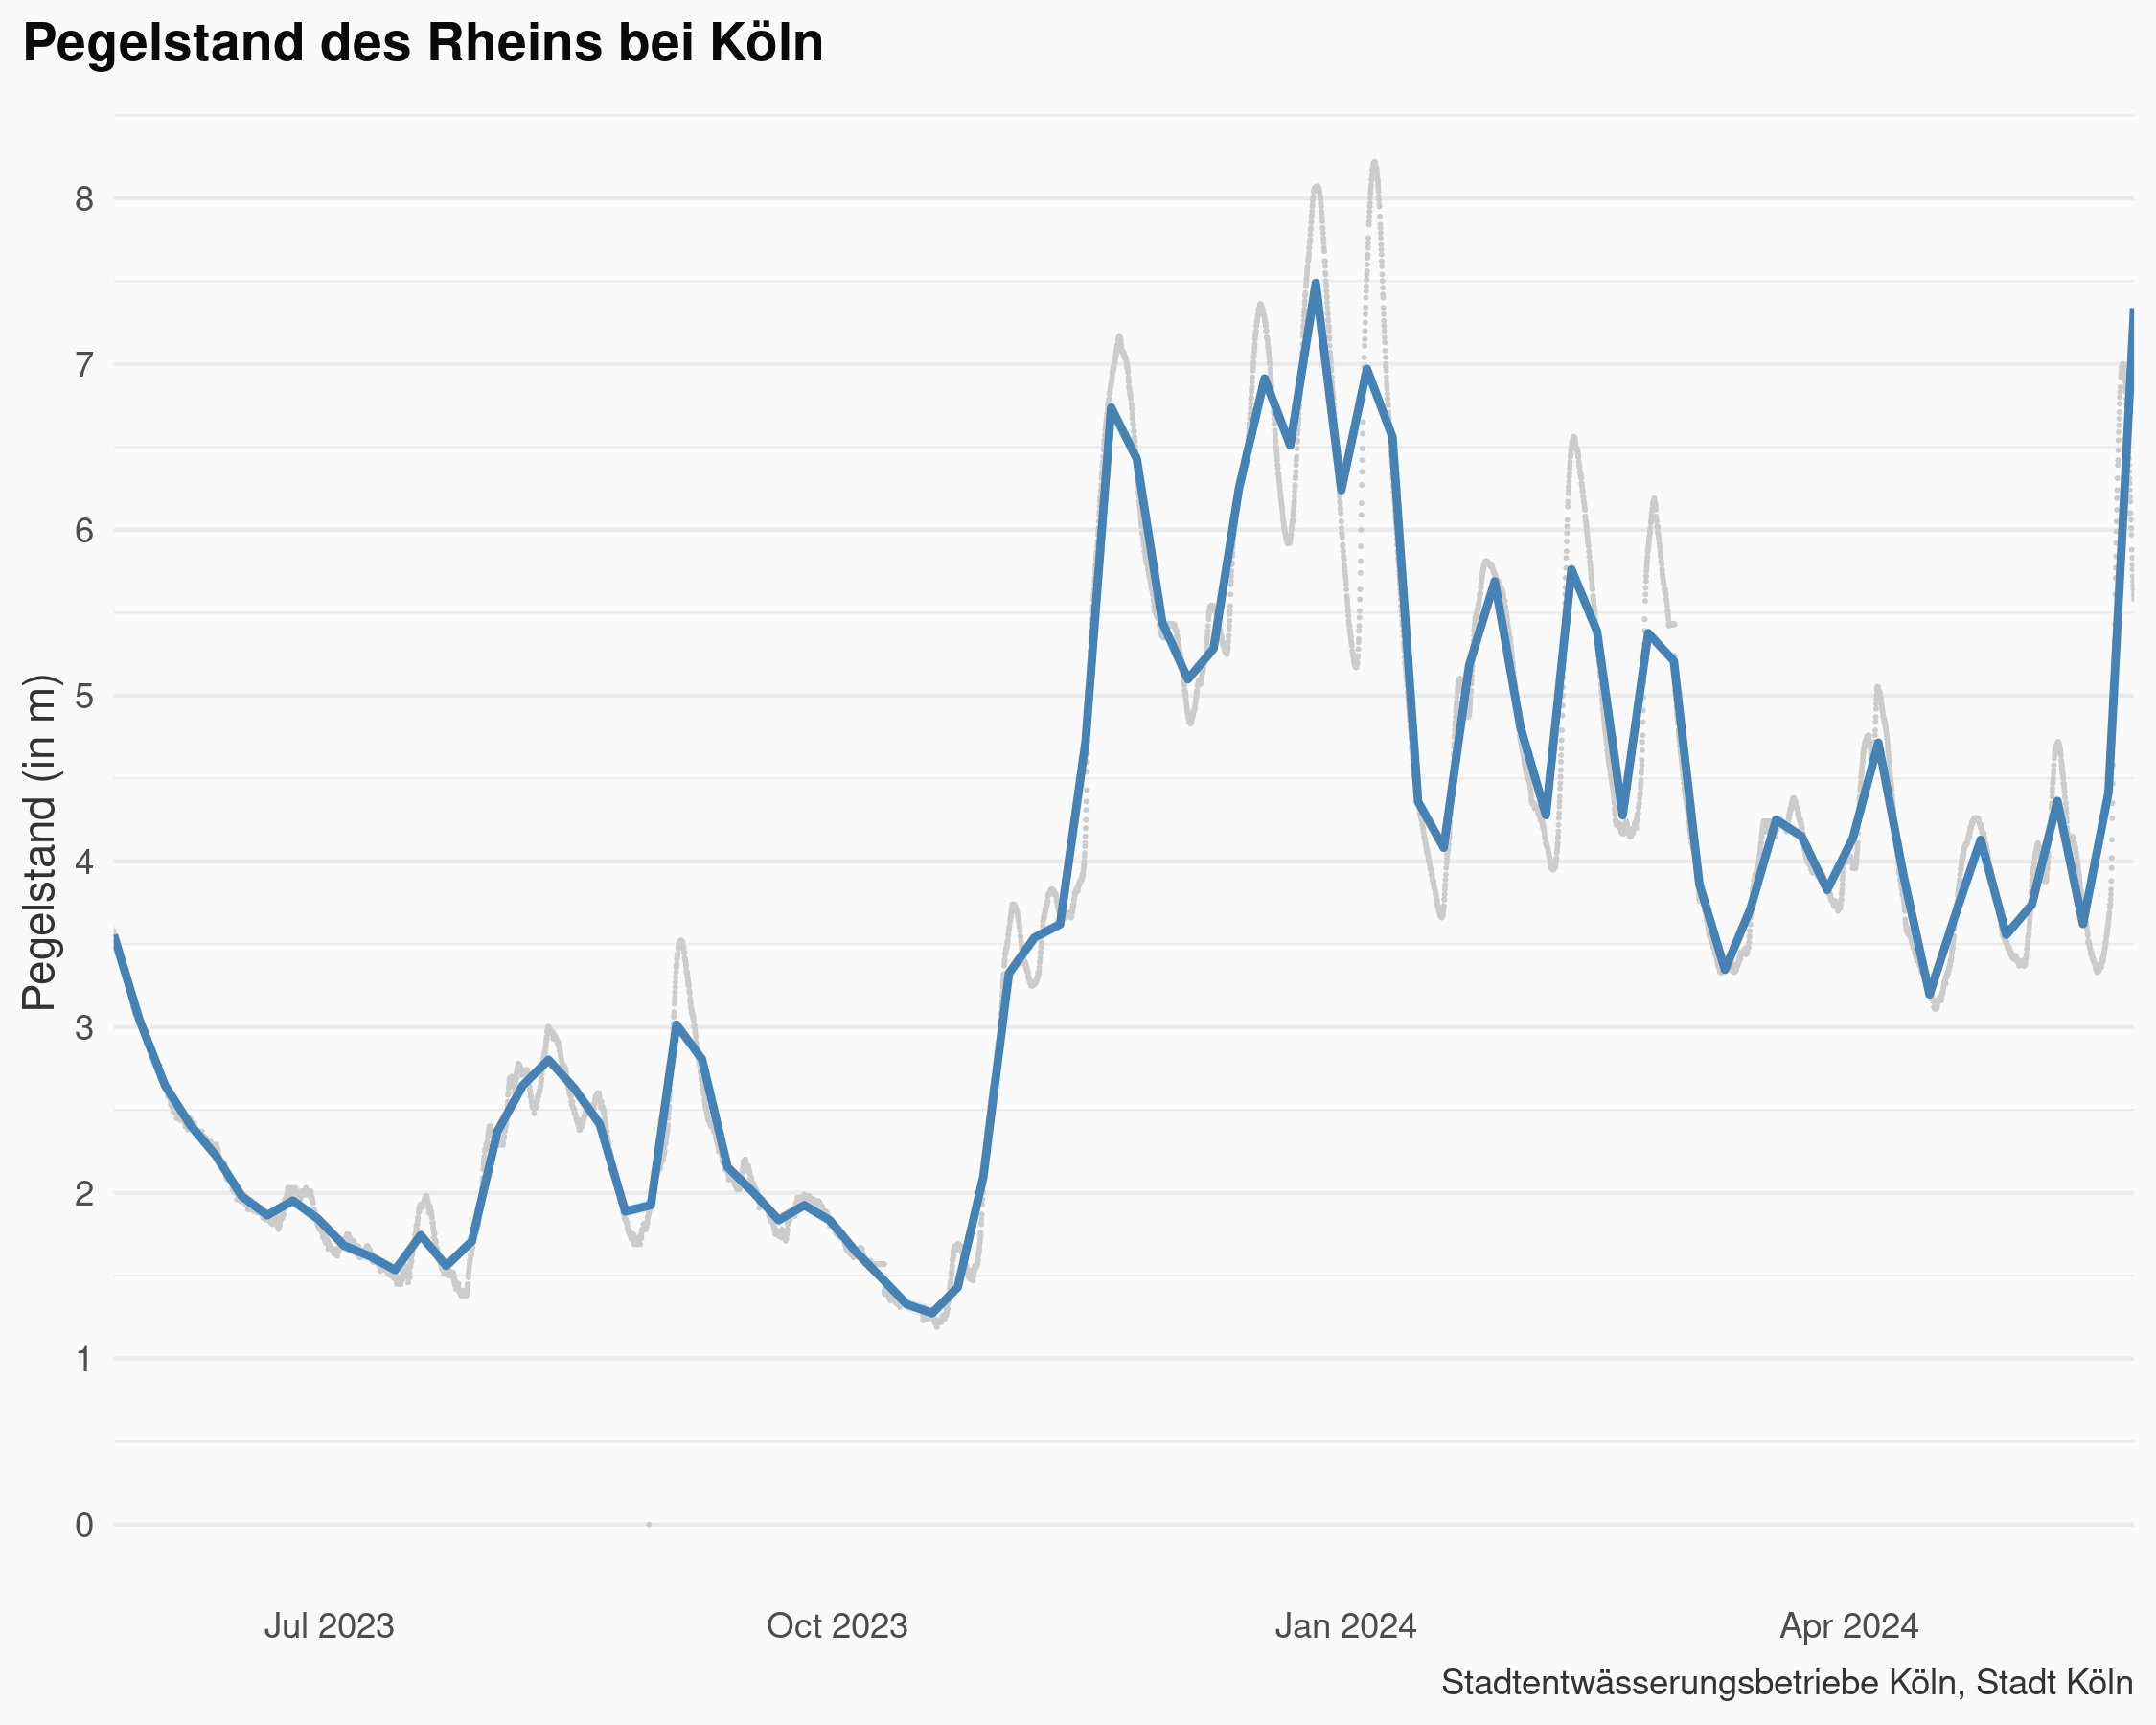 Pegelstand des Rheins bei Köln
Pegelstand (in m)
8
7
6
5
4
3
2
1
0
Jul 2023
Oct 2023
Jan 2024
Apr 2024
Stadtentwässerungsbetriebe Köln, Stadt Köln